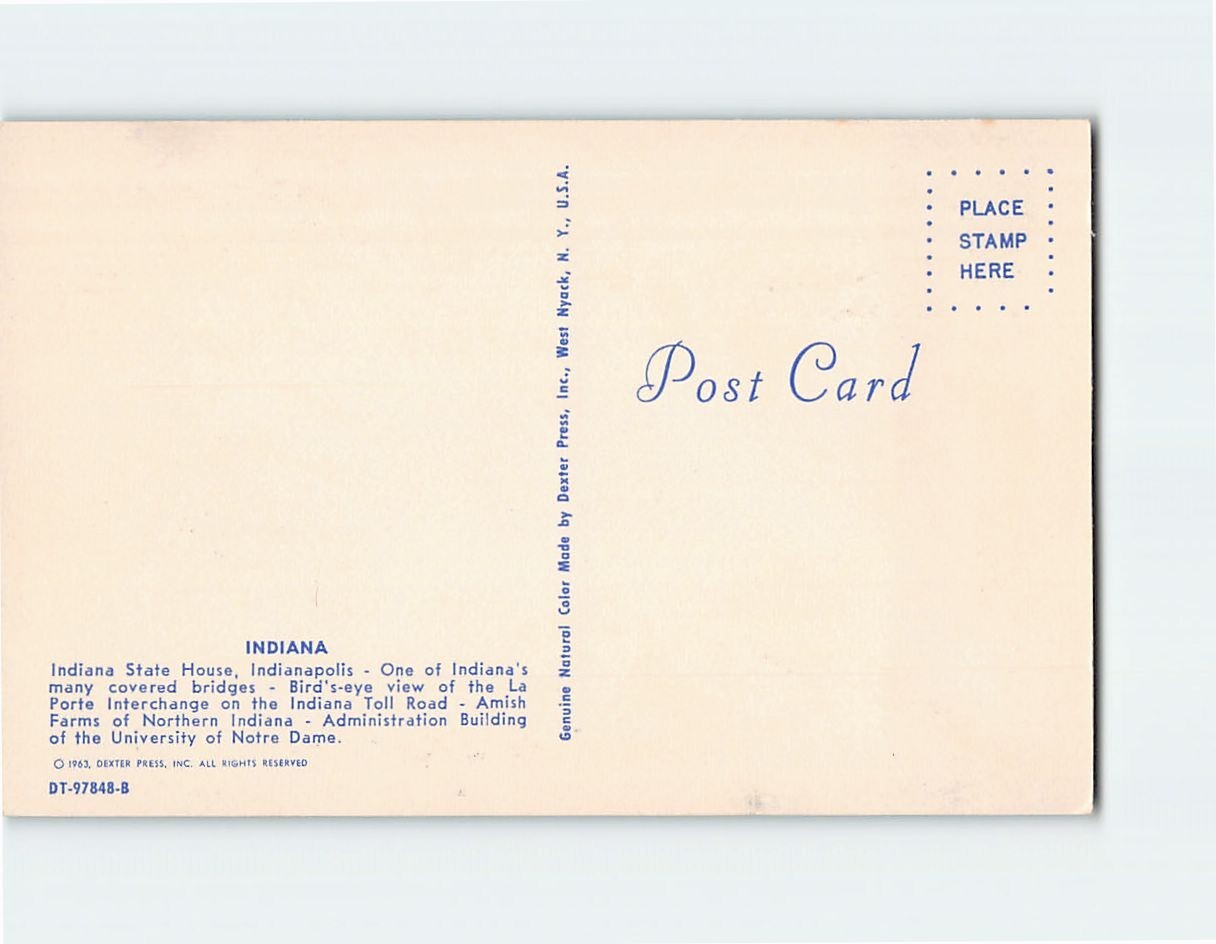 INDIANA
Indiana State House, Indianapolis - One of Indiana's
many covered bridges - Bird's-eye view of the La
Porte Interchange on the Indiana Toll Road - Amish
Farms of Northern Indiana - Administration Building
of the University of Notre Dame.
© 1963, DEXTER PRESS, INC. ALL RIGHTS RESERVED
DT-97848-B
Genuine Natural Color Made by Dexter Press, Inc., West Nyack, N. Y., U.S.A.
PLACE
STAMP
HERE
Post Card